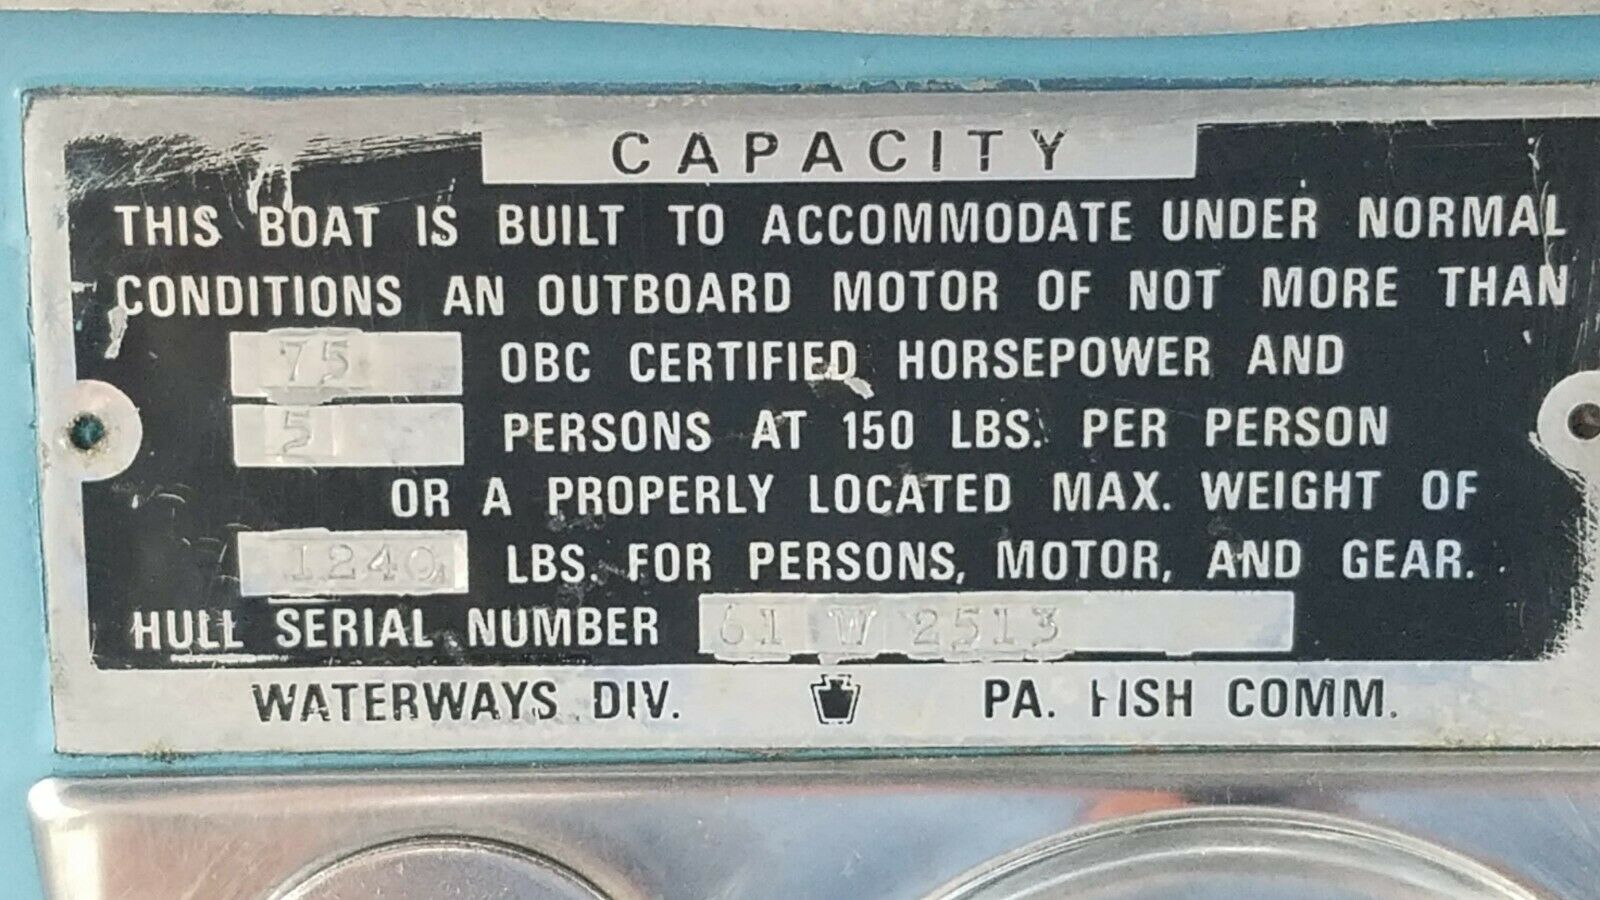 CAPACITY
THIS BOAT IS BUILT TO ACCOMMODATE UNDER NORMAL
CONDITIONS AN OUTBOARD MOTOR OF NOT MORE THAN
75 OBC CERTIFIED HORSEPOWER AND
5 PERSONS AT 150 LBS. PER PERSON
OR A PROPERLY LOCATED MAX. WEIGHT OF
1240 LBS. FOR PERSONS, MOTOR, AND GEAR.
HULL SERIAL NUMBER 61 W 2513
WATERWAYS DIV. PA. FISH COMM.